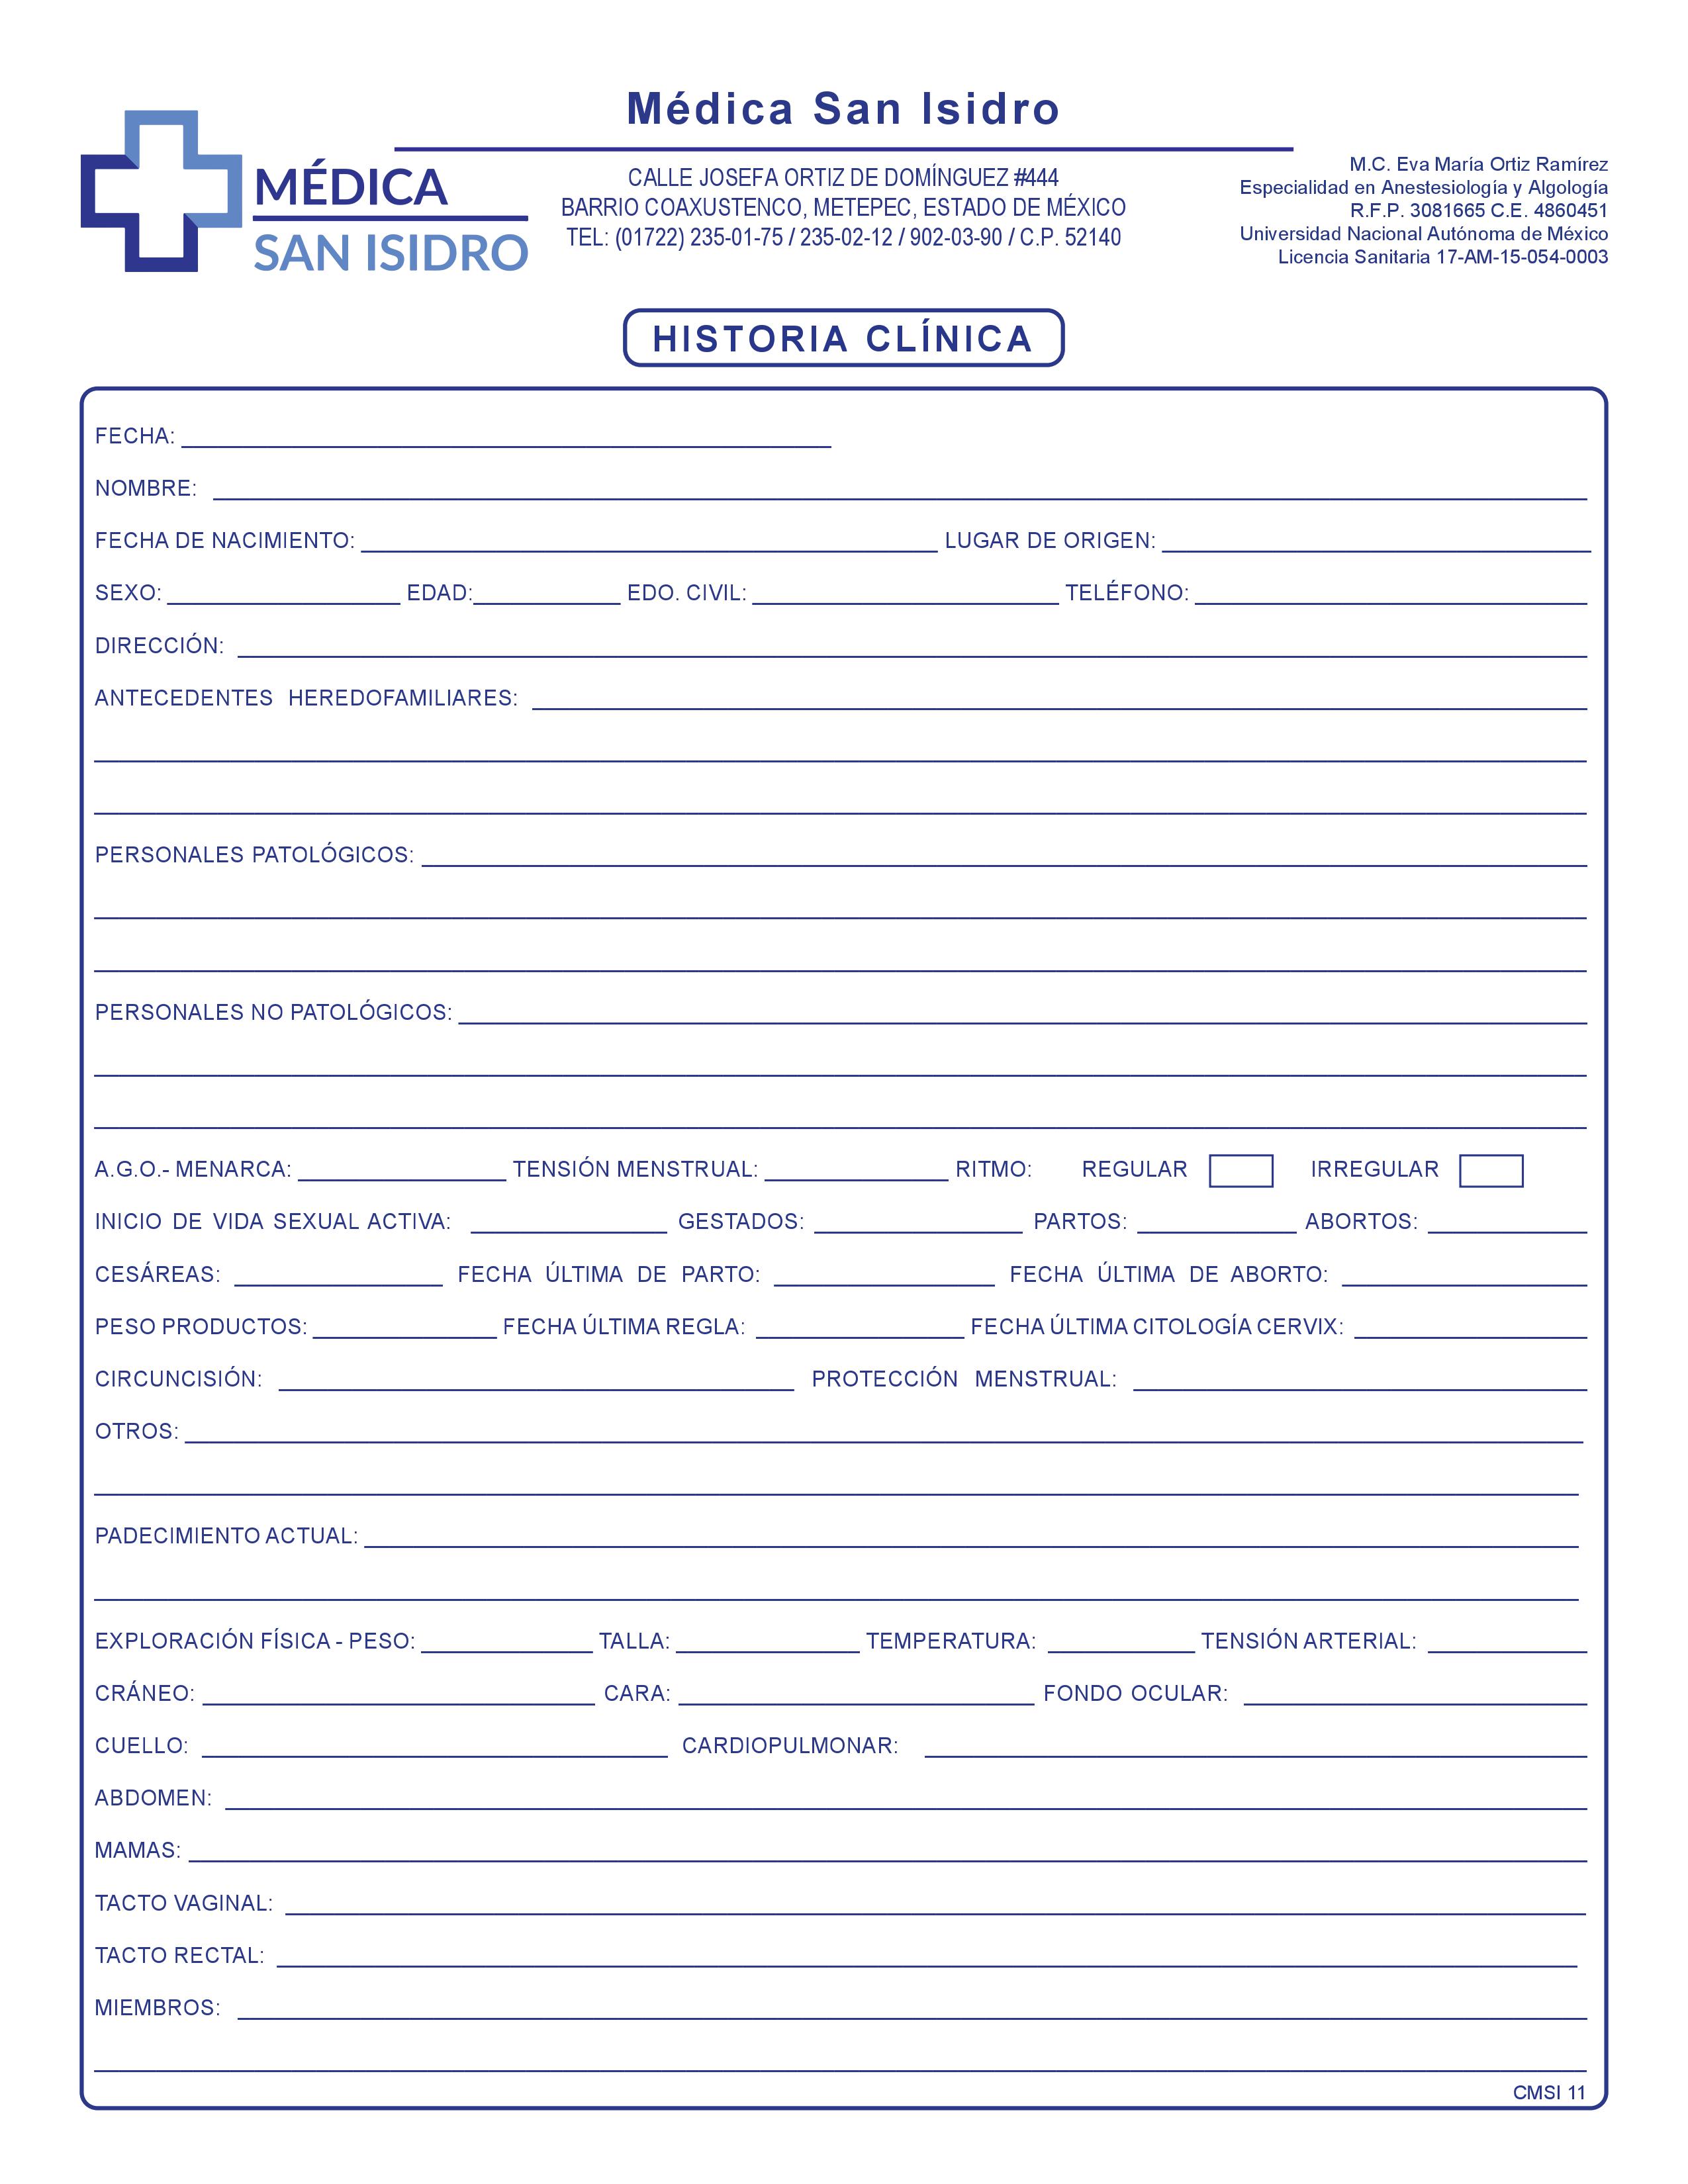 Médica San Isidro
MÉDICA
SAN ISIDRO
CALLE JOSEFA ORTIZ DE DOMÍNGUEZ #444
BARRIO COAXUSTENCO, METEPEC, ESTADO DE MÉXICO
TEL: (01722) 235-01-75 / 235-02-12 / 902-03-90 / C.P. 52140
M.C. Eva María Ortiz Ramírez
Especialidad en Anestesiología y Algología
R.F.P. 3081665 C.E. 4860451
Universidad Nacional Autónoma de México
Licencia Sanitaria 17-AM-15-054-0003
HISTORIA CLÍNICA
FECHA:
NOMBRE:
FECHA DE NACIMIENTO: LUGAR DE ORIGEN:
SEXO: EDAD: EDO. CIVIL: TELÉFONO:
DIRECCIÓN:
ANTECEDENTES HEREDOFAMILIARES:
PERSONALES PATOLÓGICOS:
PERSONALES NO PATOLÓGICOS:
A.G.O.- MENARCA: TENSIÓN MENSTRUAL: RITMO: REGULAR IRREGULAR
INICIO DE VIDA SEXUAL ACTIVA: GESTADOS: PARTOS: ABORTOS:
CESÁREAS: FECHA ÚLTIMA DE PARTO: FECHA ÚLTIMA DE ABORTO:
PESO PRODUCTOS: FECHA ÚLTIMA REGLA: FECHA ÚLTIMA CITOLOGÍA CERVIX:
CIRCUNCISIÓN: PROTECCIÓN MENSTRUAL:
OTROS:
PADECIMIENTO ACTUAL:
EXPLORACIÓN FÍSICA - PESO: TALLA: TEMPERATURA: TENSIÓN ARTERIAL:
CRÁNEO: CARA: FONDO OCULAR:
CUELLO: CARDIOPULMONAR:
ABDOMEN:
MAMAS:
TACTO VAGINAL:
TACTO RECTAL:
MIEMBROS:
CMSI 11